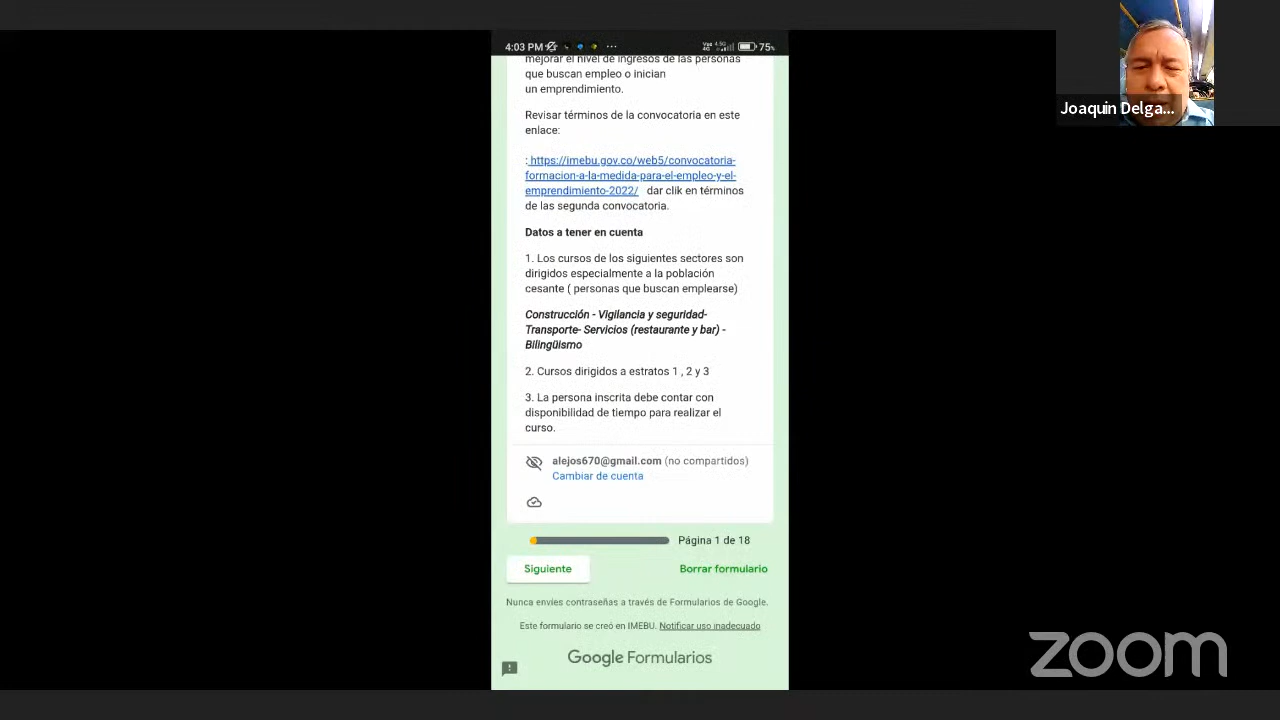 4:03 PM
75%
mejorar el nivel de ingresos de las personas
que buscan empleo o inician
un emprendimiento.
Revisar términos de la convocatoria en este
enlace:
: https://imebu.gov.co/web5/convocatoria-
formacion-a-la-medida-para-el-empleo-y-el-
emprendimiento-2022/ dar clik en términos
de las segunda convocatoria.
Datos a tener en cuenta
1. Los cursos de los siguientes sectores son
dirigidos especialmente a la población
cesante ( personas que buscan emplearse)
Construcción - Vigilancia y seguridad-
Transporte- Servicios (restaurante y bar) -
Bilingüismo
2. Cursos dirigidos a estratos 1 , 2 y 3
3. La persona inscrita debe contar con
disponibilidad de tiempo para realizar el
curso.
alejos670@gmail.com (no compartidos)
Cambiar de cuenta
Página 1 de 18
Siguiente
Borrar formulario
Nunca envíes contraseñas a través de Formularios de Google.
Este formulario se creó en IMEBU. Notificar uso inadecuado
Google Formularios
Joaquin Delga...
zoom